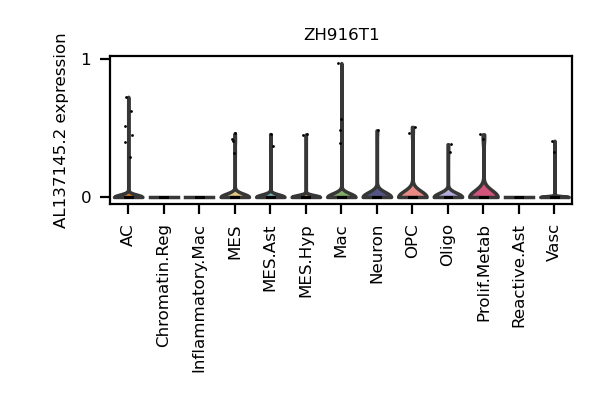 ZH916T1
AL137145.2 expression
1
0
AC
Chromatin.Reg
Inflammatory.Mac
MES
MES.Ast
MES.Hyp
Mac
Neuron
OPC
Oligo
Prolif.Metab
Reactive.Ast
Vasc